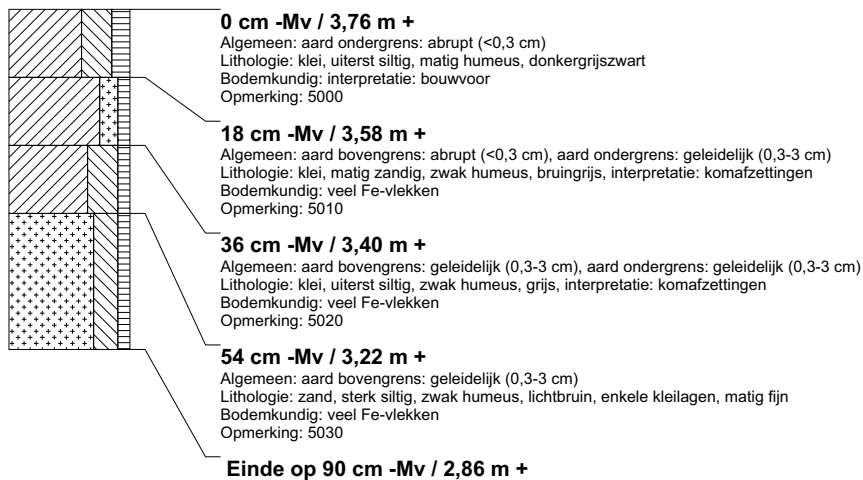 0 cm -Mv / 3,76 m +
Algemeen: aard ondergrens: abrupt (<0,3 cm)
Lithologie: klei, uiterst siltig, matig humeus, donkergrijszwart
Bodemkundig: interpretatie: bouwvoor
Opmerking: 5000
18 cm -Mv / 3,58 m +
Algemeen: aard bovengrens: abrupt (<0,3 cm), aard ondergrens: geleidelijk (0,3-3 cm)
Lithologie: klei, matig zandig, zwak humeus, bruingrijs, interpretatie: komafzettingen
Bodemkundig: veel Fe-vlekken
Opmerking: 5010
36 cm -Mv / 3,40 m +
Algemeen: aard bovengrens: geleidelijk (0,3-3 cm), aard ondergrens: geleidelijk (0,3-3 cm)
Lithologie: klei, uiterst siltig, zwak humeus, grijs, interpretatie: komafzettingen
Bodemkundig: veel Fe-vlekken
Opmerking: 5020
54 cm -Mv / 3,22 m +
Algemeen: aard bovengrens: geleidelijk (0,3-3 cm)
Lithologie: zand, sterk siltig, zwak humeus, lichtbruin, enkele kleilagen, matig fijn
Bodemkundig: veel Fe-vlekken
Opmerking: 5030
Einde op 90 cm -Mv / 2,86 m +